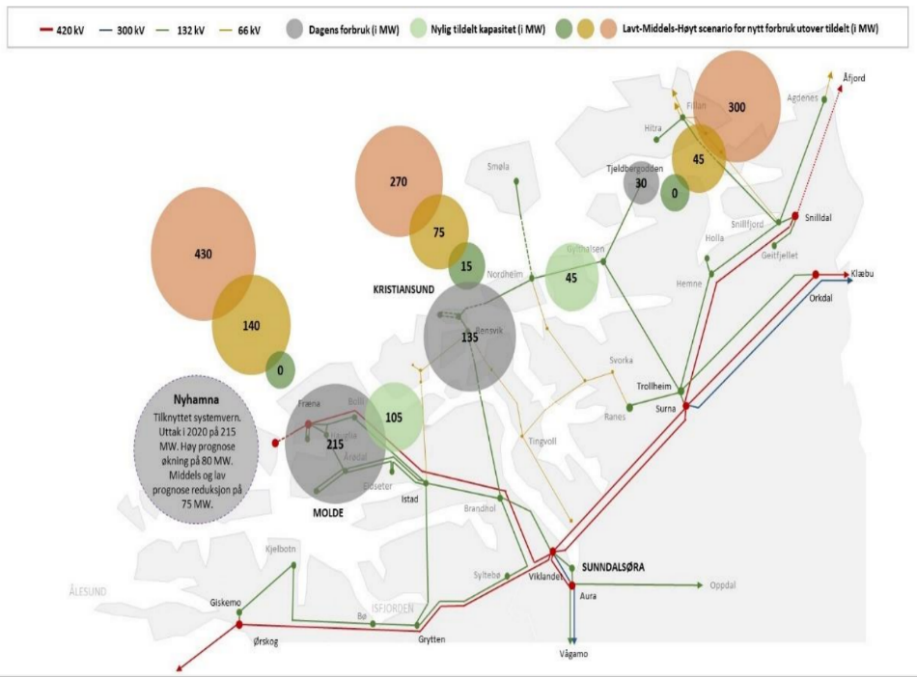 420 kV 300 kV 132 kV 66 kV Dagens forbruk (i MW) Nylig tildelt kapasitet (i MW) Lavt-Middels-Høyt scenario for nytt forbruk utover tildelt (i MW)
Åfjord
Agdenes
Fillan
300
Hitra
45
Tjeldbergodden
30
0
Smøla
270
75
15
430
140
0
Snillfjord
Snilldal
Geitfjellet
Holla
Hemne
Klæbu
Orkdal
45
Nordheim
KRISTIANSUND
Bensvik
135
Svorka
Trollheim
Surna
Ranes
Tingvoll
Nyhamna
Tilknyttet systemvern.
Uttak i 2020 på 215
MW. Høy prognose
økning på 80 MW.
Middels og lav
prognose reduksjon på
75 MW.
Fræna
105
215
MOLDE
Istad
Brandhol
Kjelbotn
Syltebø
Viklandet
SUNNDALSØRA
Aura
Oppdal
ÅLESUND
Giskemo
ISFJORDEN
Bø
Ørskog
Grytten
Vågåmo